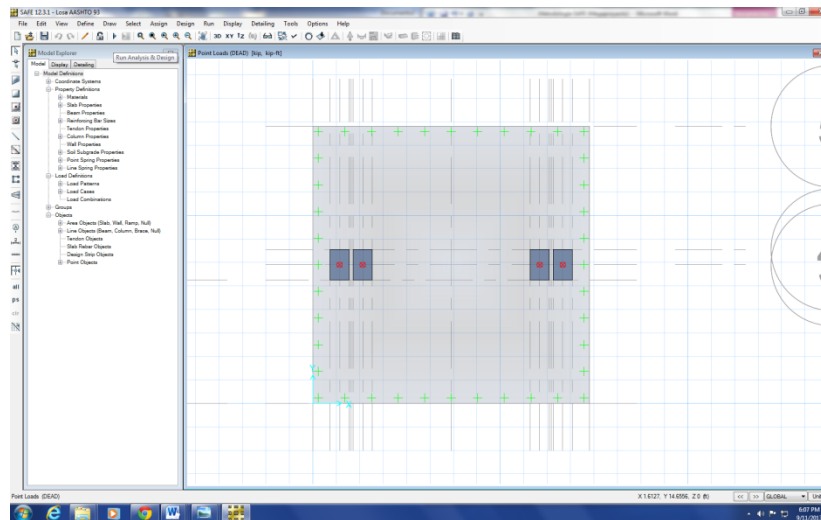 SAFE 12.3.1 - Losa AASHTO 93
File Edit View Define Draw Select Assign Design Run Display Detailing Tools Options Help
3D XY
Model Explorer
Run Analysis & Design
Point Loads (DEAD) [kip, kip-ft]
Model Display Detailing
Model Definitions
Coordinate Systems
Property Definitions
Materials
Slab Properties
Beam Properties
Reinforcing Bar Sizes
Tendon Properties
Column Properties
Wall Properties
Soil Subgrade Properties
Point Spring Properties
Line Spring Properties
Load Definitions
Load Patterns
Load Cases
Load Combinations
Groups
Objects
Area Objects (Slab, Wall, Ramp, Null)
Line Objects (Beam, Column, Brace, Null)
Tendon Objects
Slab Rebar Objects
Design Strip Objects
Point Objects
all
ps
clr
Y
X
Point Loads (DEAD)
X 1.6127, Y 14.6556, Z 0 (ft)
<< >> GLOBAL
6:07 PM